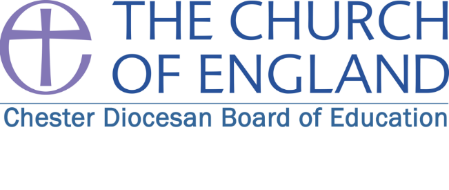 THE CHURCH
OF ENGLAND
Chester Diocesan Board of Education